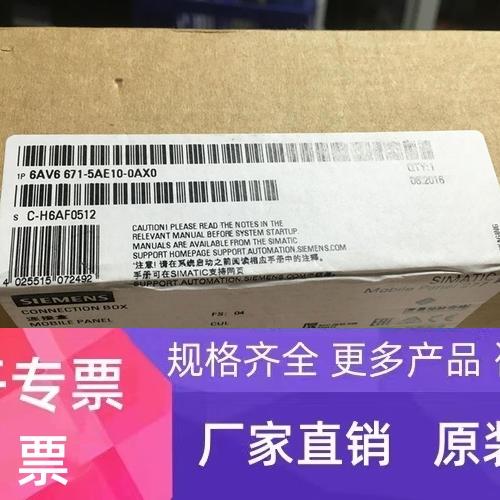 1P 6AV6 671-5AE10-0AX0
QTY:1
08.2016
S C-H6AF0512
CAUTION! PLEASE READ THE NOTES IN THE
RELEVANT MANUAL BEFORE SYSTEM STARTUP.
MANUALS ARE AVAILABLE FROM THE SIMATIC
SUPPORT HOMEPAGE SUPPORT.AUTOMATION.SIEMENS.COM
"注意!请在系统启动之前阅读相应手册中的注释.
手册可在SIMATIC支持网页
SUPPORT.AUTOMATION.SIEMENS.COM
4 025515 072492
SIEMENS
SIMATIC
CONNECTION BOX
Mobile
连接盒
MOBILE PANEL
FS: 04
CUL
专票
票
规格齐全 更多产品
厂家直销 原装